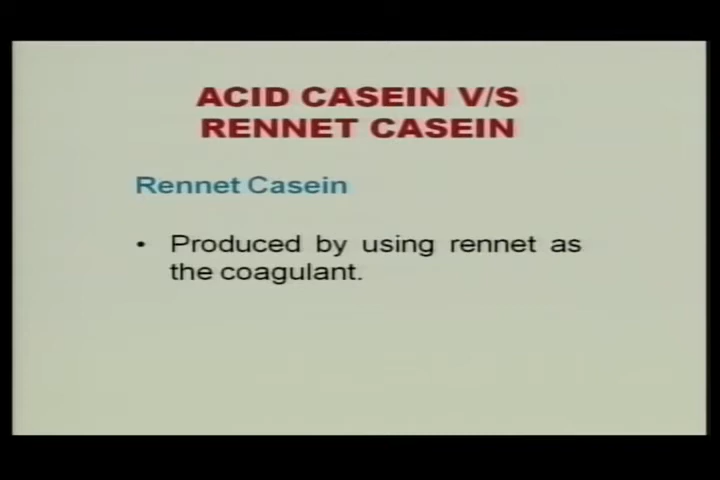 ACID CASEIN V/S
RENNET CASEIN
Rennet Casein
• Produced by using rennet as
the coagulant.